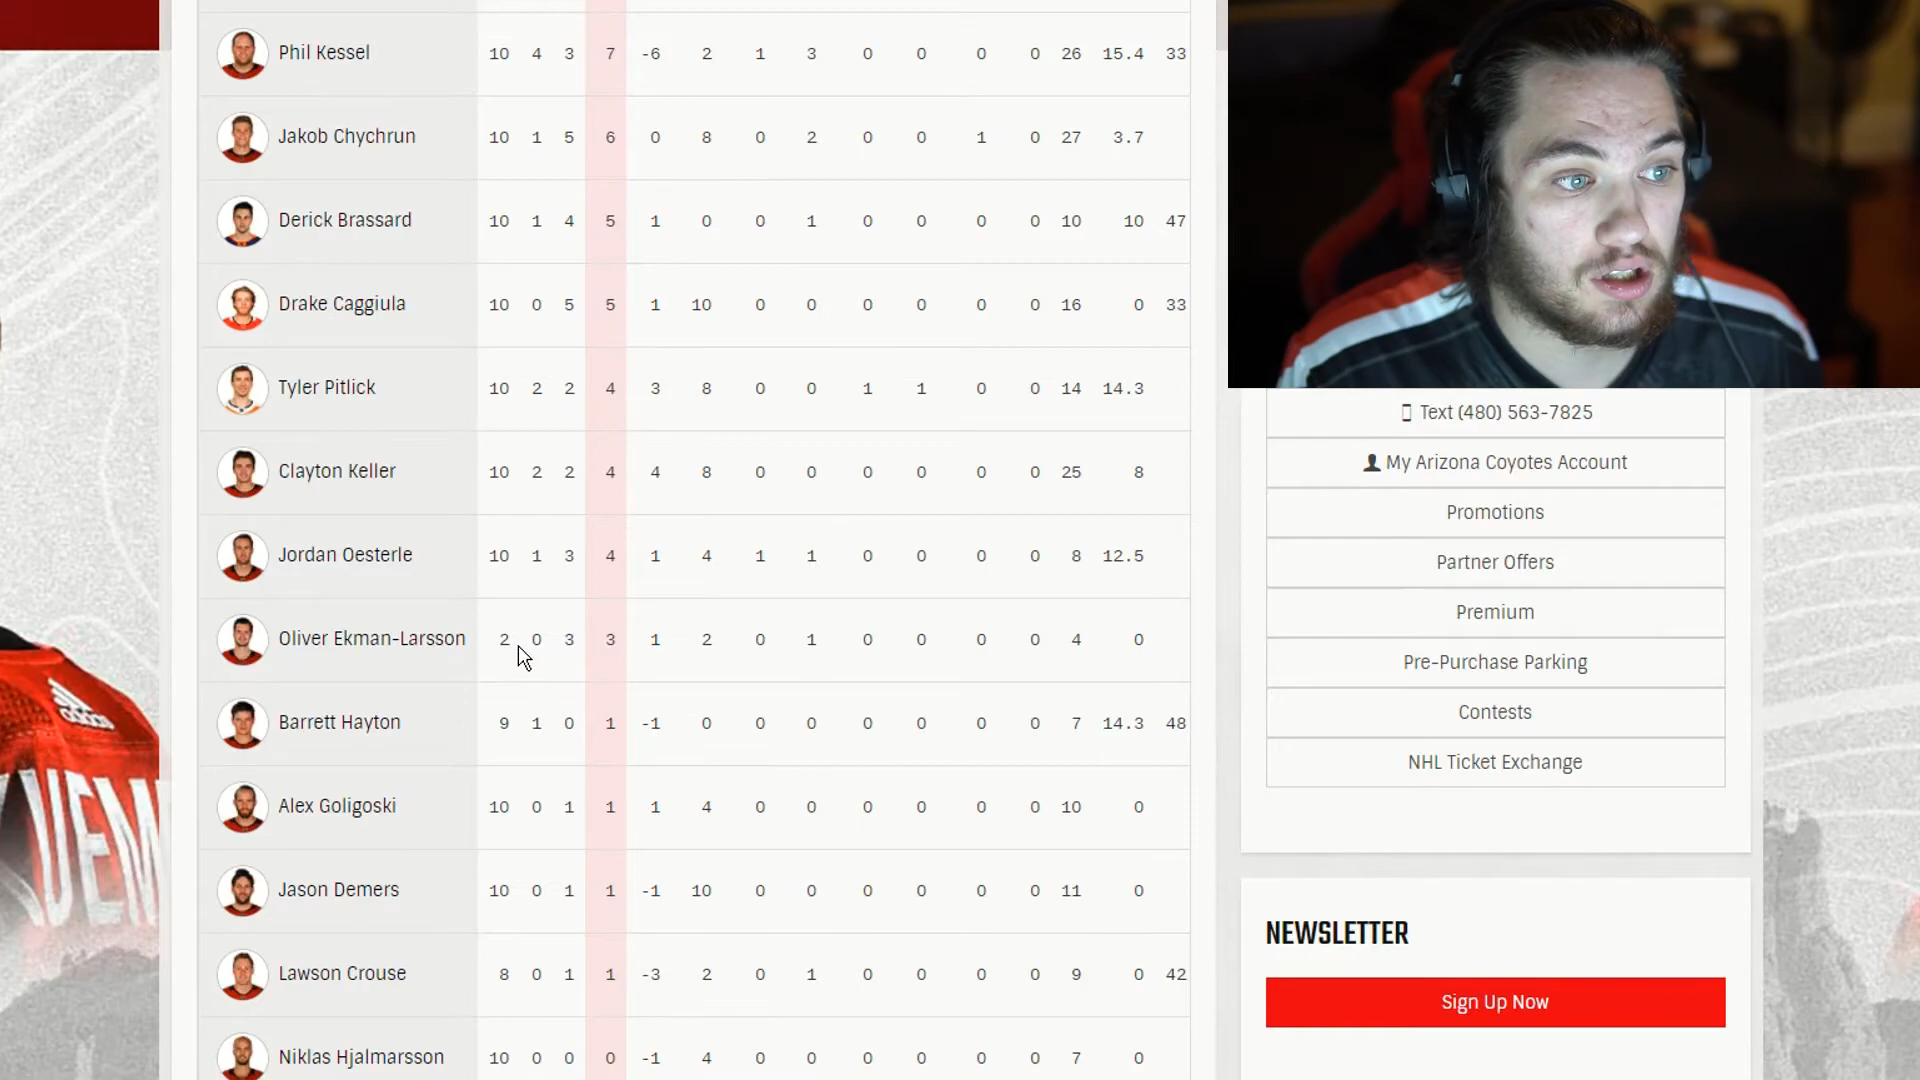 Phil Kessel 10 4 3 7 -6 2 1 3 0 0 0 0 26 15.4 33
Jakob Chychrun 10 1 5 6 0 8 0 2 0 0 1 0 27 3.7
Derick Brassard 10 1 4 5 1 0 0 1 0 0 0 0 10 10 47
Drake Caggiula 10 0 5 5 1 10 0 0 0 0 0 0 16 0 33
Tyler Pitlick 10 2 2 4 3 8 0 0 1 1 0 0 14 14.3
Clayton Keller 10 2 2 4 4 8 0 0 0 0 0 0 25 8
Jordan Oesterle 10 1 3 4 1 4 1 1 0 0 0 0 8 12.5
Oliver Ekman-Larsson 2 0 3 3 1 2 0 1 0 0 0 0 4 0
Barrett Hayton 9 1 0 1 -1 0 0 0 0 0 0 0 7 14.3 48
Alex Goligoski 10 0 1 1 1 4 0 0 0 0 0 0 10 0
Jason Demers 10 0 1 1 -1 10 0 0 0 0 0 0 11 0
Lawson Crouse 8 0 1 1 -3 2 0 1 0 0 0 0 9 0 42
Niklas Hjalmarsson 10 0 0 0 -1 4 0 0 0 0 0 0 7 0
Text (480) 563-7825
My Arizona Coyotes Account
Promotions
Partner Offers
Premium
Pre-Purchase Parking
Contests
NHL Ticket Exchange
NEWSLETTER
Sign Up Now
adidas